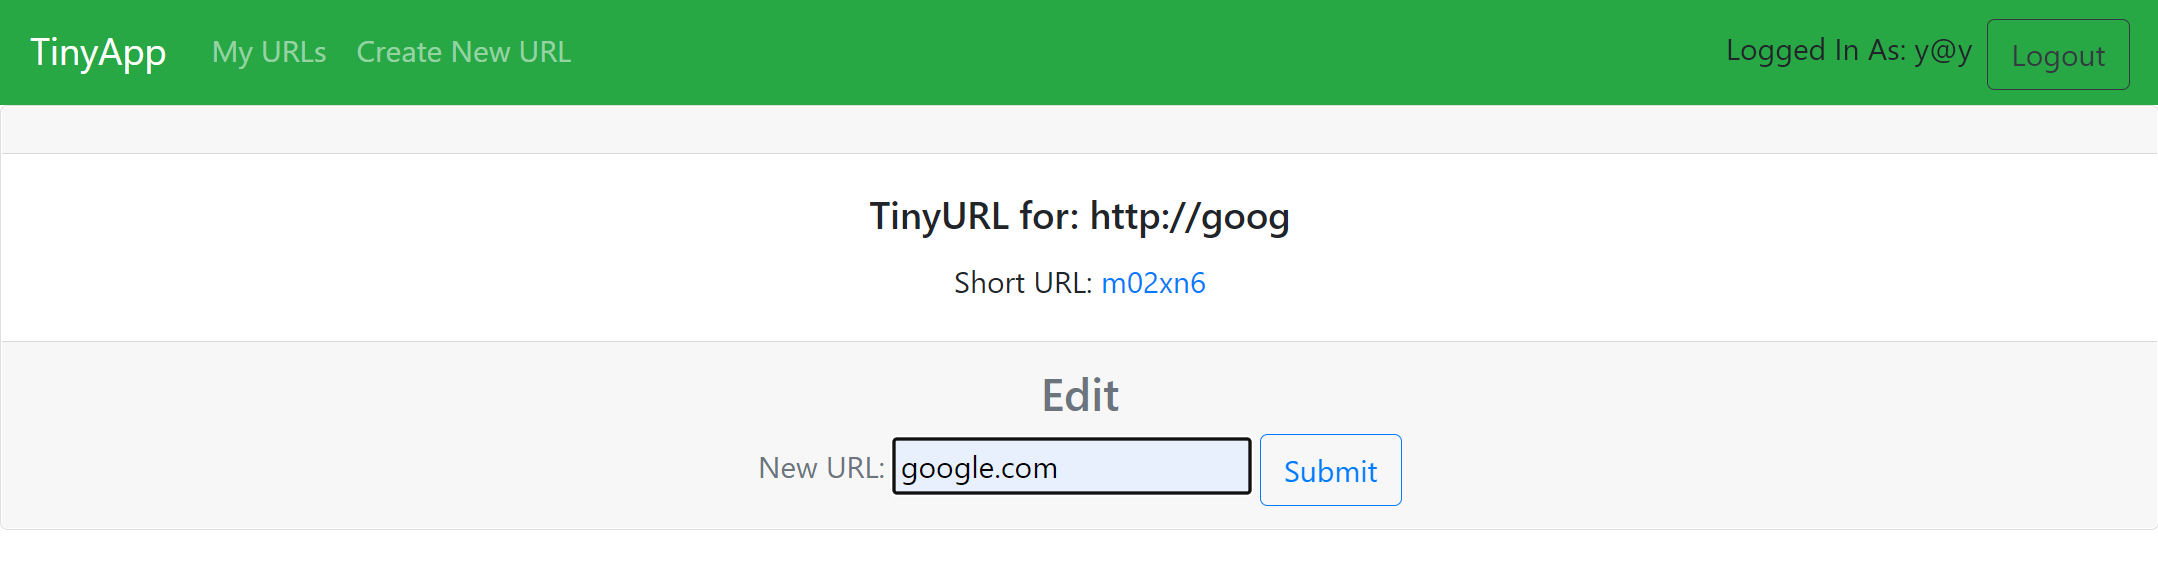 TinyApp My URLs Create New URL Logged In As: y@y Logout
TinyURL for: http://goog
Short URL: m02xn6
Edit
New URL: google.com Submit